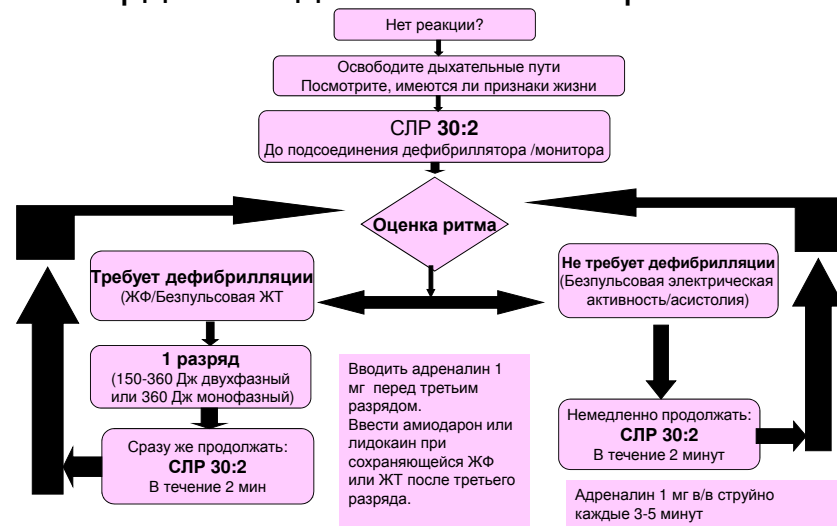 Нет реакции?
Освободите дыхательные пути
Посмотрите, имеются ли признаки жизни
СЛР 30:2
До подсоединения дефибриллятора /монитора
Оценка ритма
Требует дефибрилляции
(ЖФ/Безпульсовая ЖТ
1 разряд
(150-360 Дж двухфазный
или 360 Дж монофазный)
Сразу же продолжать:
СЛР 30:2
В течение 2 мин
Вводить адреналин 1
мг перед третьим
разрядом.
Ввести амиодарон или
лидокаин при
сохраняющейся ЖФ
или ЖТ после третьего
разряда.
Не требует дефибрилляции
(Безпульсовая электрическая
активность/асистолия)
Немедленно продолжать:
СЛР 30:2
В течение 2 минут
Адреналин 1 мг в/в струйно
каждые 3-5 минут